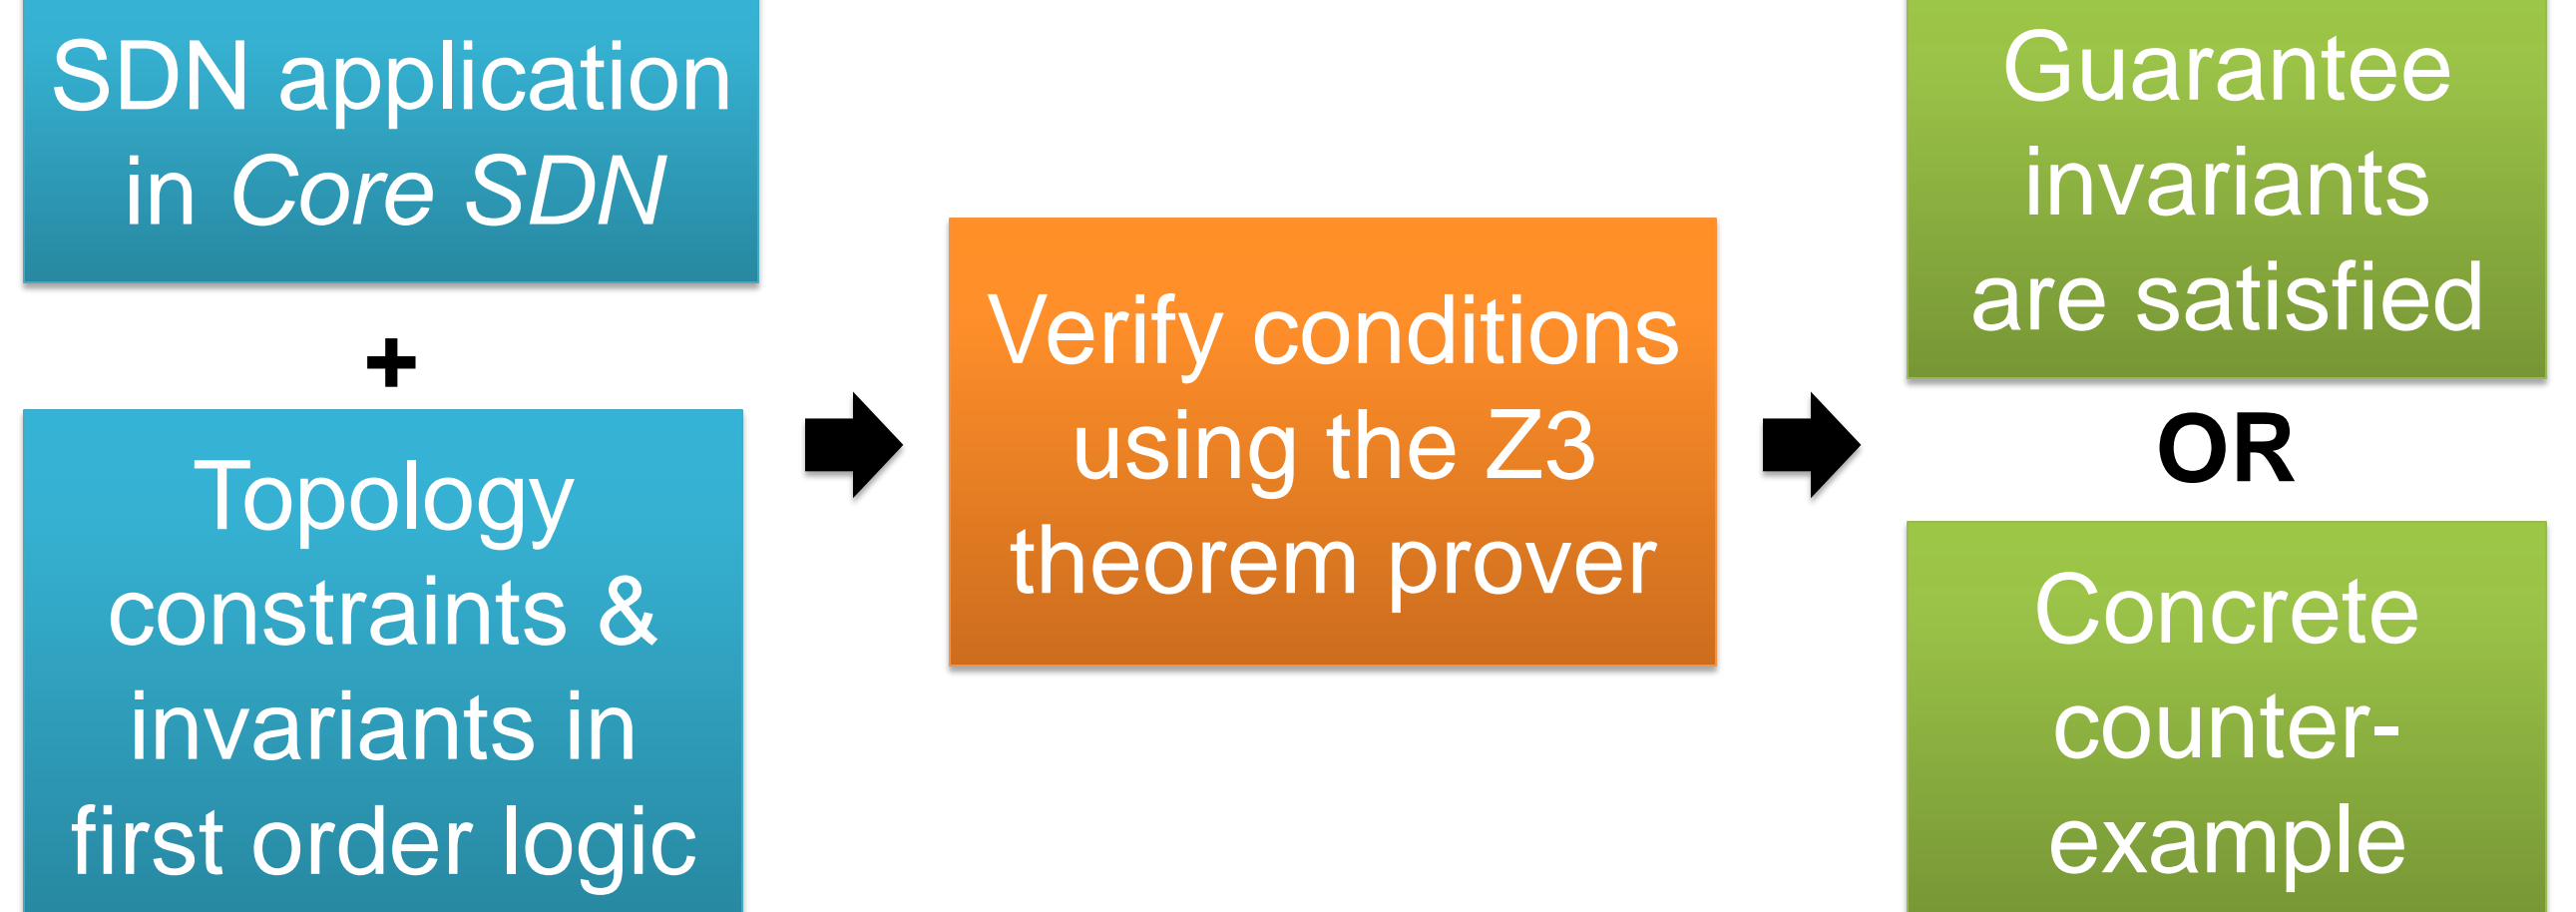 SDN application
in Core SDN
+
Topology
constraints &
invariants in
first order logic
Verify conditions
using the Z3
theorem prover
Guarantee
invariants
are satisfied
OR
Concrete
counter-
example